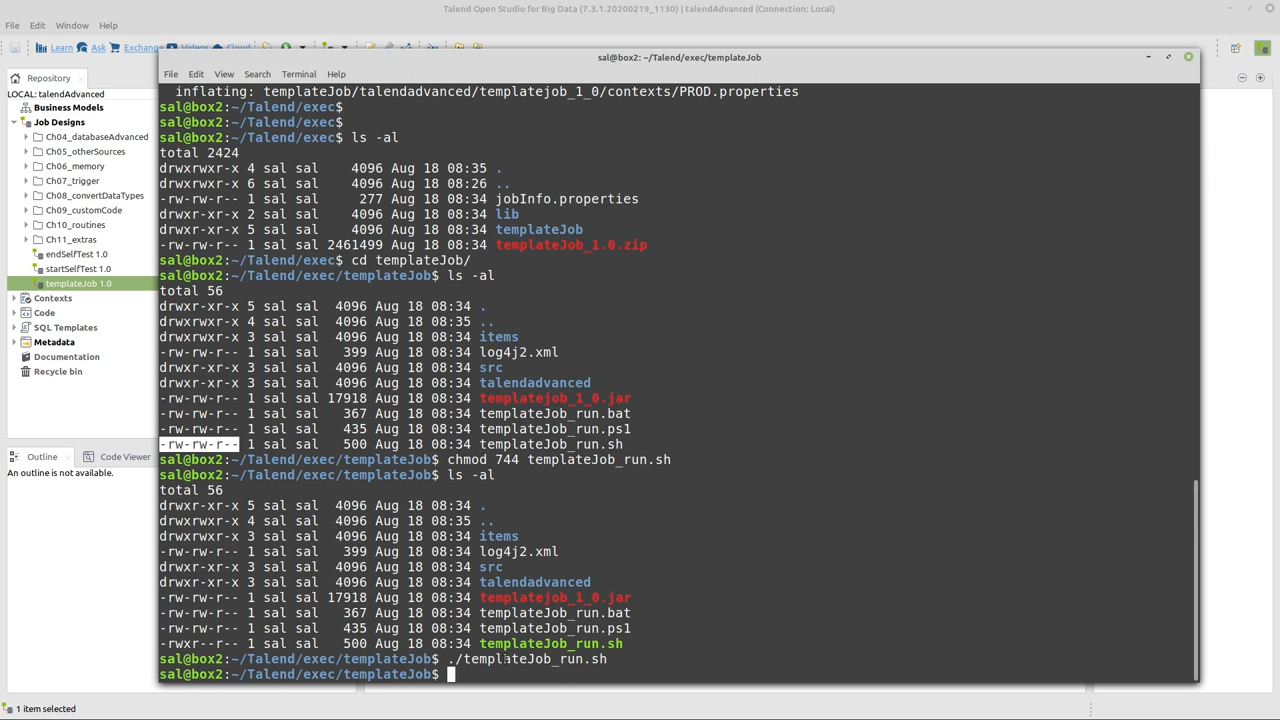 Talend Open Studio for Big Data (7.3.1.20200219_1130) | talendAdvanced (Connection: Local)
File Edit Window Help
Learn Ask Exchange Videos Cloud
Repository
LOCAL: talendAdvanced
Business Models
Job Designs
Ch04_databaseAdvanced
Ch05_otherSources
Ch06_memory
Ch07_trigger
Ch08_convertDataTypes
Ch09_customCode
Ch10_routines
Ch11_extras
endSelfTest 1.0
startSelfTest 1.0
templateJob 1.0
Contexts
Code
SQL Templates
Metadata
Documentation
Recycle bin
Outline Code Viewer
An outline is not available.
1 item selected
sal@box2: ~/Talend/exec/templateJob
File Edit View Search Terminal Help
inflating: templateJob/talendadvanced/templatejob_1_0/contexts/PROD.properties
sal@box2:~/Talend/exec$
sal@box2:~/Talend/exec$
sal@box2:~/Talend/exec$ ls -al
total 2424
drwxrwxr-x 4 sal sal    4096 Aug 18 08:35 .
drwxrwxr-x 6 sal sal    4096 Aug 18 08:26 ..
-rw-rw-r-- 1 sal sal     277 Aug 18 08:34 jobInfo.properties
drwxr-xr-x 2 sal sal    4096 Aug 18 08:34 lib
drwxr-xr-x 5 sal sal    4096 Aug 18 08:34 templateJob
-rw-rw-r-- 1 sal sal 2461499 Aug 18 08:34 templateJob_1.0.zip
sal@box2:~/Talend/exec$ cd templateJob/
sal@box2:~/Talend/exec/templateJob$ ls -al
total 56
drwxr-xr-x 5 sal sal  4096 Aug 18 08:34 .
drwxrwxr-x 4 sal sal  4096 Aug 18 08:35 ..
drwxrwxr-x 3 sal sal  4096 Aug 18 08:34 items
-rw-rw-r-- 1 sal sal   399 Aug 18 08:34 log4j2.xml
drwxr-xr-x 3 sal sal  4096 Aug 18 08:34 src
drwxrwxr-x 3 sal sal  4096 Aug 18 08:34 talendadvanced
-rw-rw-r-- 1 sal sal 17918 Aug 18 08:34 templatejob_1_0.jar
-rw-rw-r-- 1 sal sal   367 Aug 18 08:34 templateJob_run.bat
-rw-rw-r-- 1 sal sal   435 Aug 18 08:34 templateJob_run.ps1
-rw-rw-r-- 1 sal sal   500 Aug 18 08:34 templateJob_run.sh
sal@box2:~/Talend/exec/templateJob$ chmod 744 templateJob_run.sh
sal@box2:~/Talend/exec/templateJob$ ls -al
total 56
drwxr-xr-x 5 sal sal  4096 Aug 18 08:34 .
drwxrwxr-x 4 sal sal  4096 Aug 18 08:35 ..
drwxrwxr-x 3 sal sal  4096 Aug 18 08:34 items
-rw-rw-r-- 1 sal sal   399 Aug 18 08:34 log4j2.xml
drwxr-xr-x 3 sal sal  4096 Aug 18 08:34 src
drwxrwxr-x 3 sal sal  4096 Aug 18 08:34 talendadvanced
-rw-rw-r-- 1 sal sal 17918 Aug 18 08:34 templatejob_1_0.jar
-rw-rw-r-- 1 sal sal   367 Aug 18 08:34 templateJob_run.bat
-rw-rw-r-- 1 sal sal   435 Aug 18 08:34 templateJob_run.ps1
-rwxr--r-- 1 sal sal   500 Aug 18 08:34 templateJob_run.sh
sal@box2:~/Talend/exec/templateJob$ ./templateJob_run.sh
sal@box2:~/Talend/exec/templateJob$